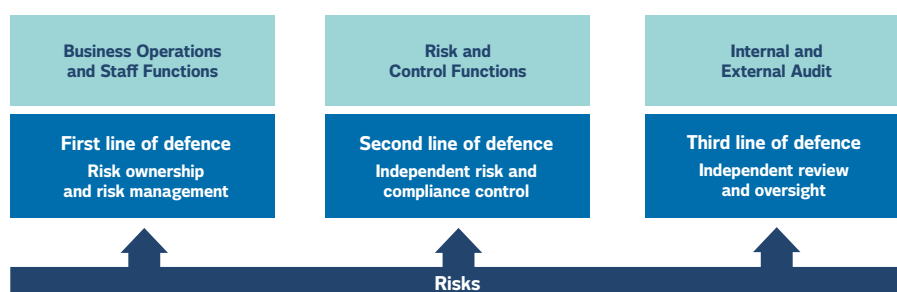 Business Operations
and Staff Functions
Risk and
Control Functions
Internal and
External Audit
First line of defence
Risk ownership
and risk management
Second line of defence
Independent risk and
compliance control
Third line of defence
Independent review
and oversight
Risks